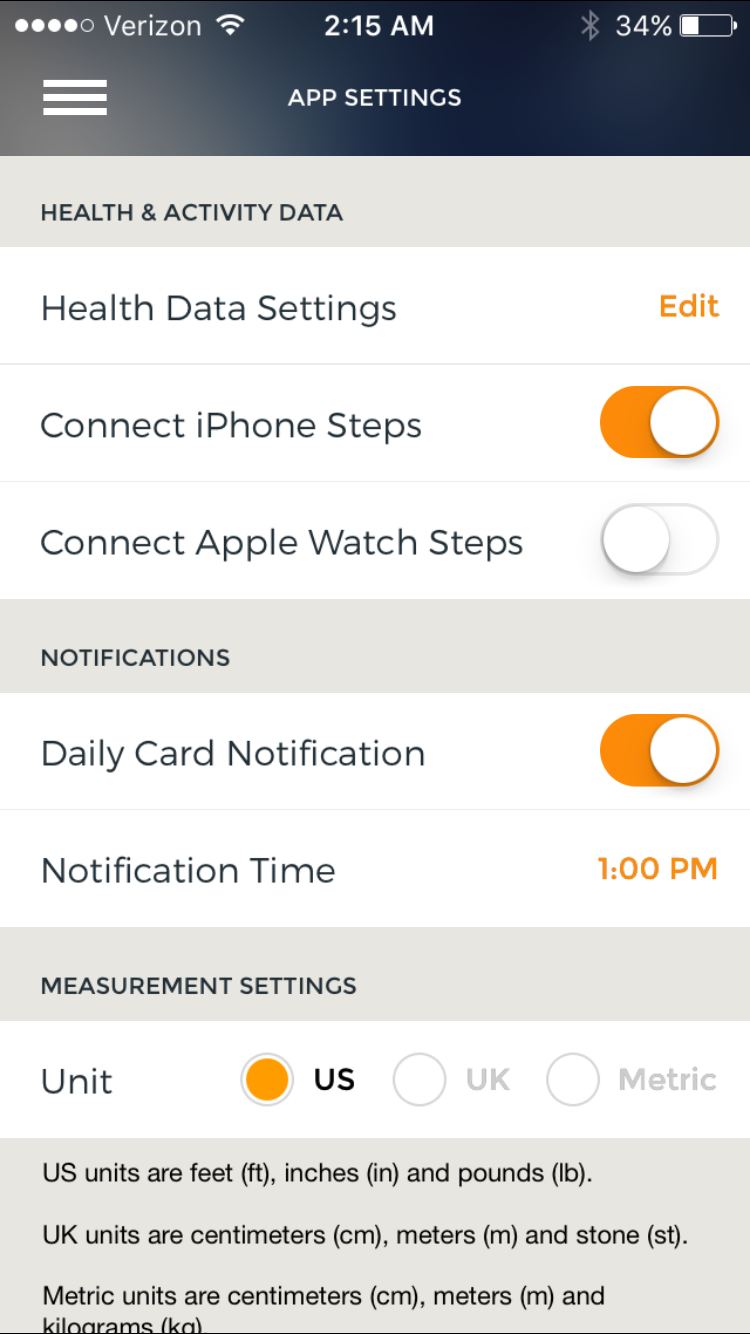 Verizon 2:15 AM 34%
APP SETTINGS
HEALTH & ACTIVITY DATA
Health Data Settings Edit
Connect iPhone Steps
Connect Apple Watch Steps
NOTIFICATIONS
Daily Card Notification
Notification Time 1:00 PM
MEASUREMENT SETTINGS
Unit US UK Metric
US units are feet (ft), inches (in) and pounds (lb).
UK units are centimeters (cm), meters (m) and stone (st).
Metric units are centimeters (cm), meters (m) and
kilograms (kg).